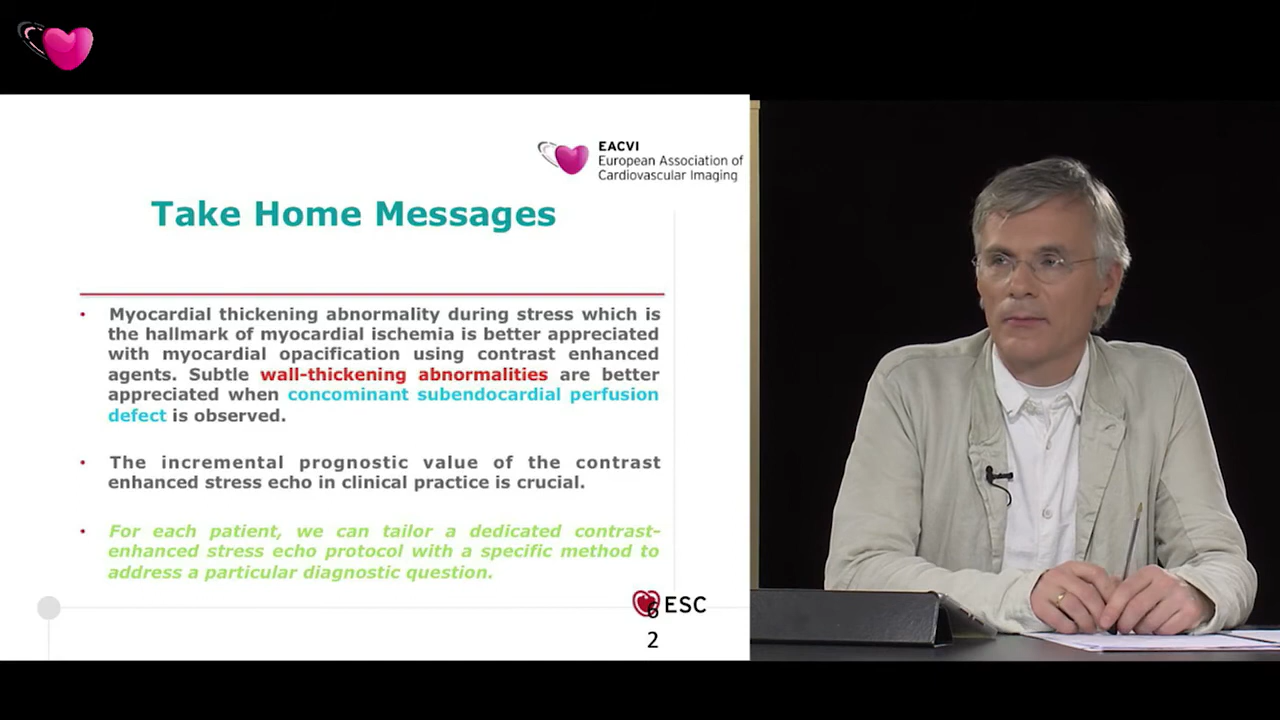 EACVI
European Association of
Cardiovascular Imaging
Take Home Messages
• Myocardial thickening abnormality during stress which is
the hallmark of myocardial ischemia is better appreciated
with myocardial opacification using contrast enhanced
agents. Subtle wall-thickening abnormalities are better
appreciated when concominant subendocardial perfusion
defect is observed.
• The incremental prognostic value of the contrast
enhanced stress echo in clinical practice is crucial.
• For each patient, we can tailor a dedicated contrast-
enhanced stress echo protocol with a specific method to
address a particular diagnostic question.
ESC
6
2